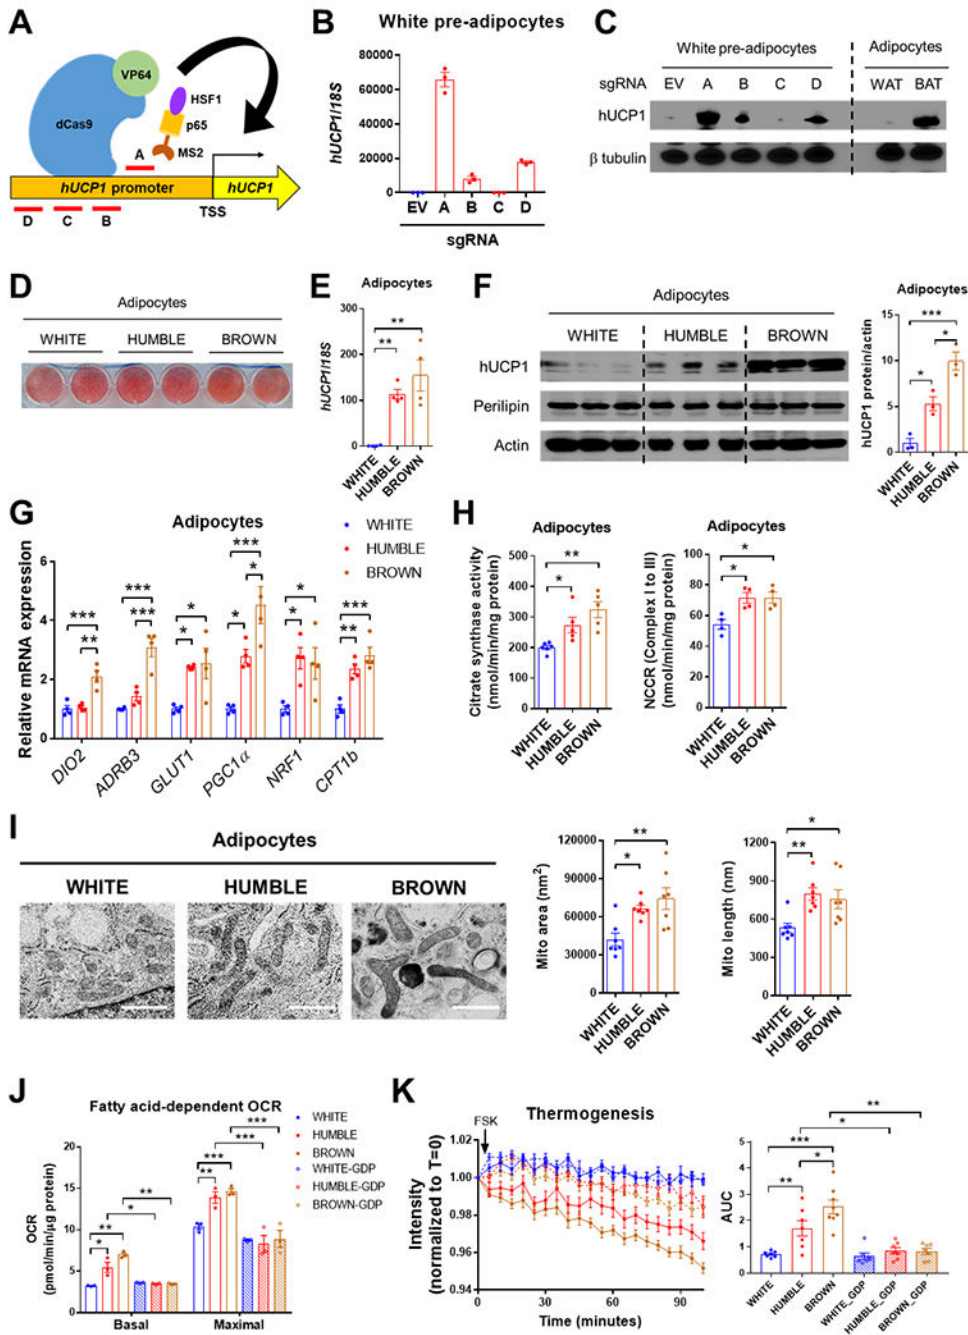 A
VP64
HSF1
dCas9
p65
A
MS2
hUCP1 promoter
hUCP1
D
C
B
TSS
B
White pre-adipocytes
hUCP1/18S
80000
60000
40000
20000
0
EV
A
B
C
D
sgRNA
C
White pre-adipocytes
Adipocytes
sgRNA
EV
A
B
C
D
WAT
BAT
hUCP1
β tubulin
D
Adipocytes
WHITE
HUMBLE
BROWN
E
Adipocytes
hUCP1/18S
300
200
100
0
**
**
WHITE
HUMBLE
BROWN
F
Adipocytes
WHITE
HUMBLE
BROWN
hUCP1
Perilipin
Actin
Adipocytes
hUCP1 protein/actin
15
10
5
0
***
*
*
WHITE
HUMBLE
BROWN
G
Adipocytes
WHITE
HUMBLE
BROWN
Relative mRNA expression
6
4
2
0
***
**
***
***
*
*
***
*
*
*
*
***
**
DIO2
ADRB3
GLUT1
PGC1α
NRF1
CPT1b
H
Adipocytes
Citrate synthase activity
(nmol/min/mg protein)
500
400
300
200
100
0
**
*
WHITE
HUMBLE
BROWN
Adipocytes
NCCR (Complex I to III)
(nmol/min/mg protein)
100
80
60
40
20
0
*
*
WHITE
HUMBLE
BROWN
I
Adipocytes
WHITE
HUMBLE
BROWN
Mito area (nm2)
120000
90000
60000
30000
0
**
*
WHITE
HUMBLE
BROWN
Mito length (nm)
1200
900
600
300
0
*
**
WHITE
HUMBLE
BROWN
J
Fatty acid-dependent OCR
OCR
(pmol/min/µg protein)
20
15
10
5
0
**
*
**
*
***
**
***
***
Basal
Maximal
WHITE
HUMBLE
BROWN
WHITE-GDP
HUMBLE-GDP
BROWN-GDP
K
Thermogenesis
FSK
Intensity
(normalized to T=0)
1.02
1.00
0.98
0.96
0.94
0
30
60
90
Time (minutes)
AUC
5
4
3
2
1
0
**
*
***
*
**
WHITE
HUMBLE
BROWN
WHITE_GDP
HUMBLE_GDP
BROWN_GDP